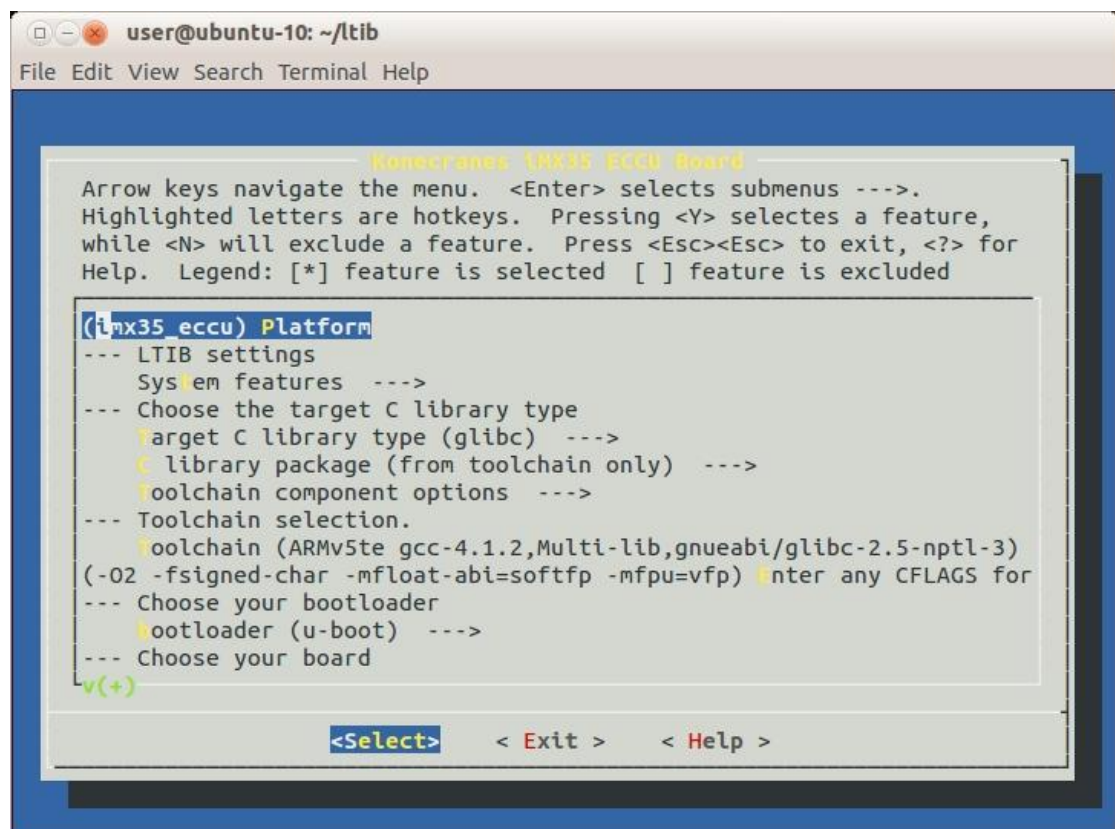 user@ubuntu-10: ~/ltib
File Edit View Search Terminal Help
Konecranes iMX35 ECCU Board
Arrow keys navigate the menu. <Enter> selects submenus --->.
Highlighted letters are hotkeys. Pressing <Y> selectes a feature,
while <N> will exclude a feature. Press <Esc><Esc> to exit, <?> for
Help. Legend: [*] feature is selected [ ] feature is excluded
(imx35_eccu) Platform
--- LTIB settings
System features --->
--- Choose the target C library type
Target C library type (glibc) --->
C library package (from toolchain only) --->
Toolchain component options --->
--- Toolchain selection.
Toolchain (ARMv5te gcc-4.1.2,Multi-lib,gnueabi/glibc-2.5-nptl-3)
(-O2 -fsigned-char -mfloat-abi=softfp -mfpu=vfp) Enter any CFLAGS for
--- Choose your bootloader
bootloader (u-boot) --->
--- Choose your board
v(+)
<Select> < Exit > < Help >